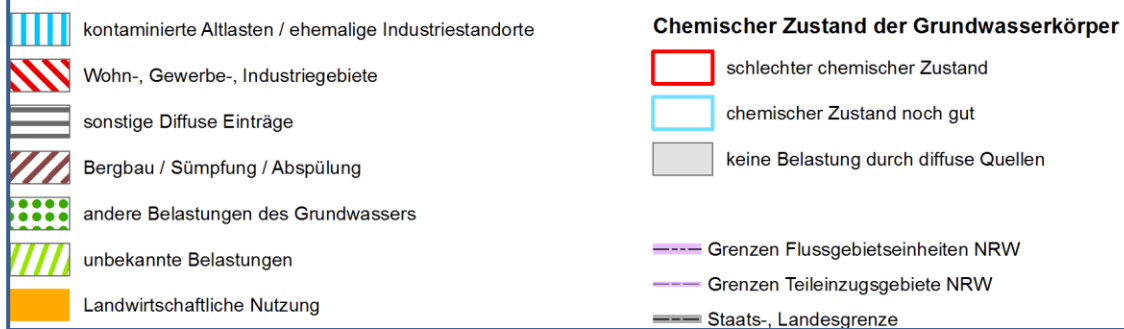 kontaminierte Altlasten / ehemalige Industriestandorte
Wohn-, Gewerbe-, Industriegebiete
sonstige Diffuse Einträge
Bergbau / Sümpfung / Abspülung
andere Belastungen des Grundwassers
unbekannte Belastungen
Landwirtschaftliche Nutzung
Chemischer Zustand der Grundwasserkörper
schlechter chemischer Zustand
chemischer Zustand noch gut
keine Belastung durch diffuse Quellen
Grenzen Flussgebietseinheiten NRW
Grenzen Teileinzugsgebiete NRW
Staats-, Landesgrenze